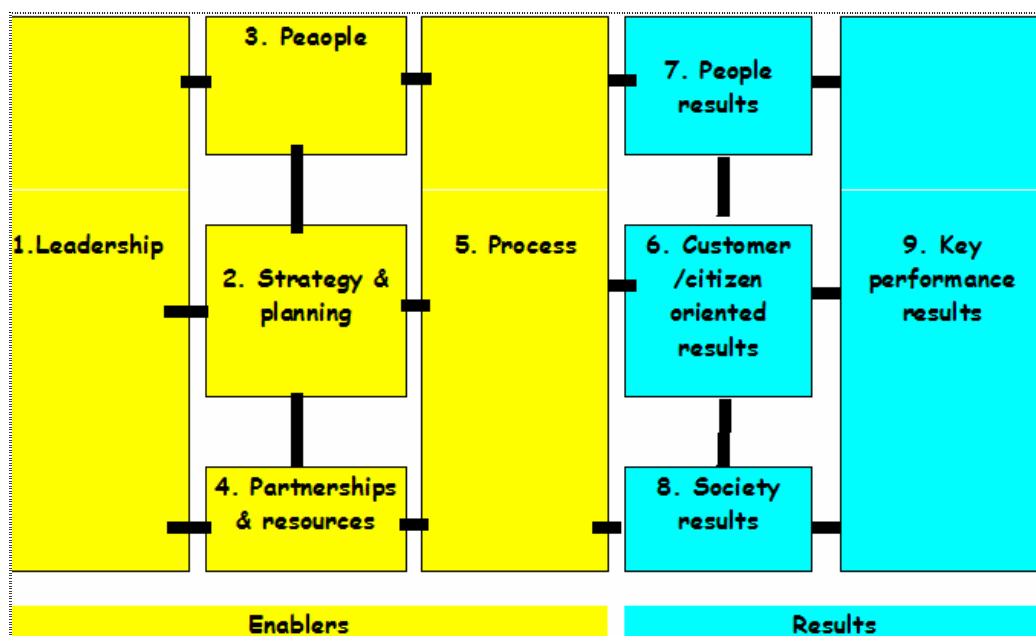 3. Peaople
7. People
results
1.Leadership
2. Strategy &
planning
5. Process
6. Customer
/citizen
oriented
results
9. Key
performance
results
4. Partnerships
& resources
8. Society
results
Enablers
Results